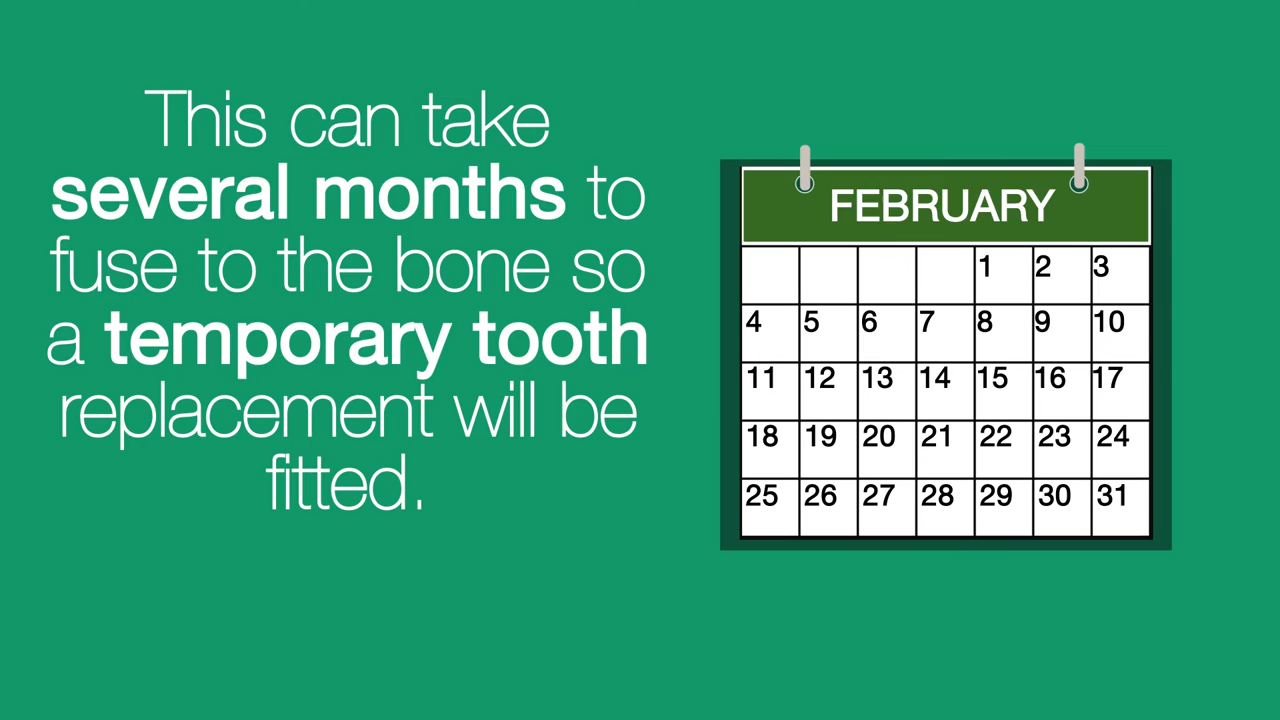 This can take
several months to
fuse to the bone so
a temporary tooth
replacement will be
fitted.
FEBRUARY
1 2 3
4 5 6 7 8 9 10
11 12 13 14 15 16 17
18 19 20 21 22 23 24
25 26 27 28 29 30 31